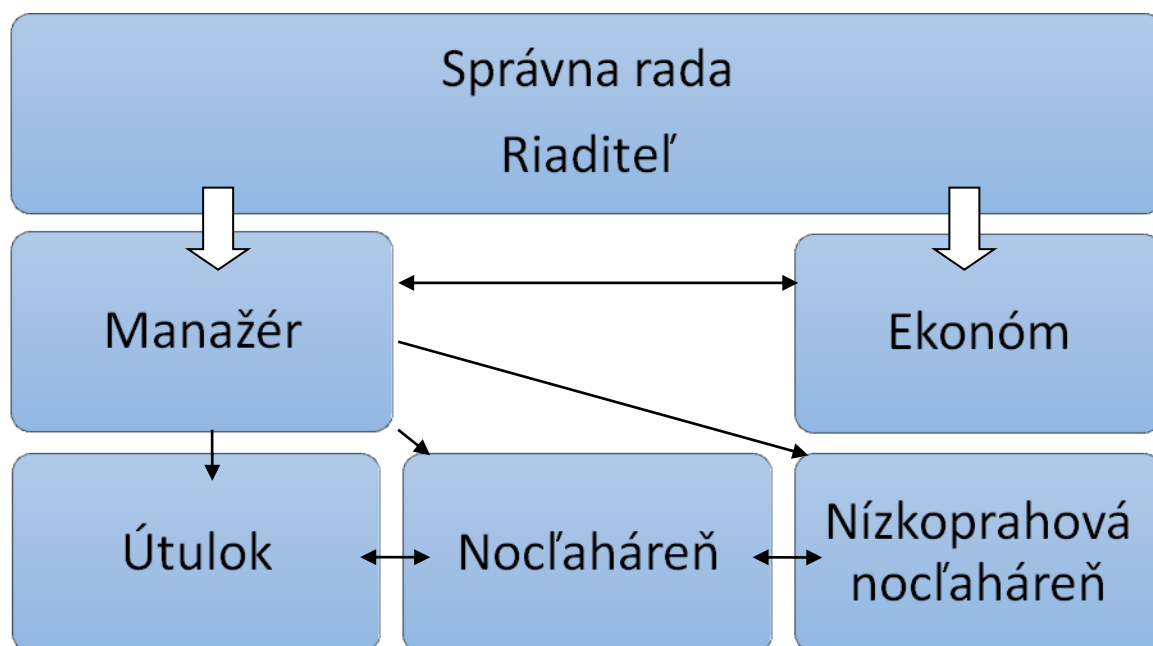 Správna rada
Riaditeľ
Manažér
Ekonóm
Útulok
Nocľaháreň
Nízkoprahová
nocľaháreň